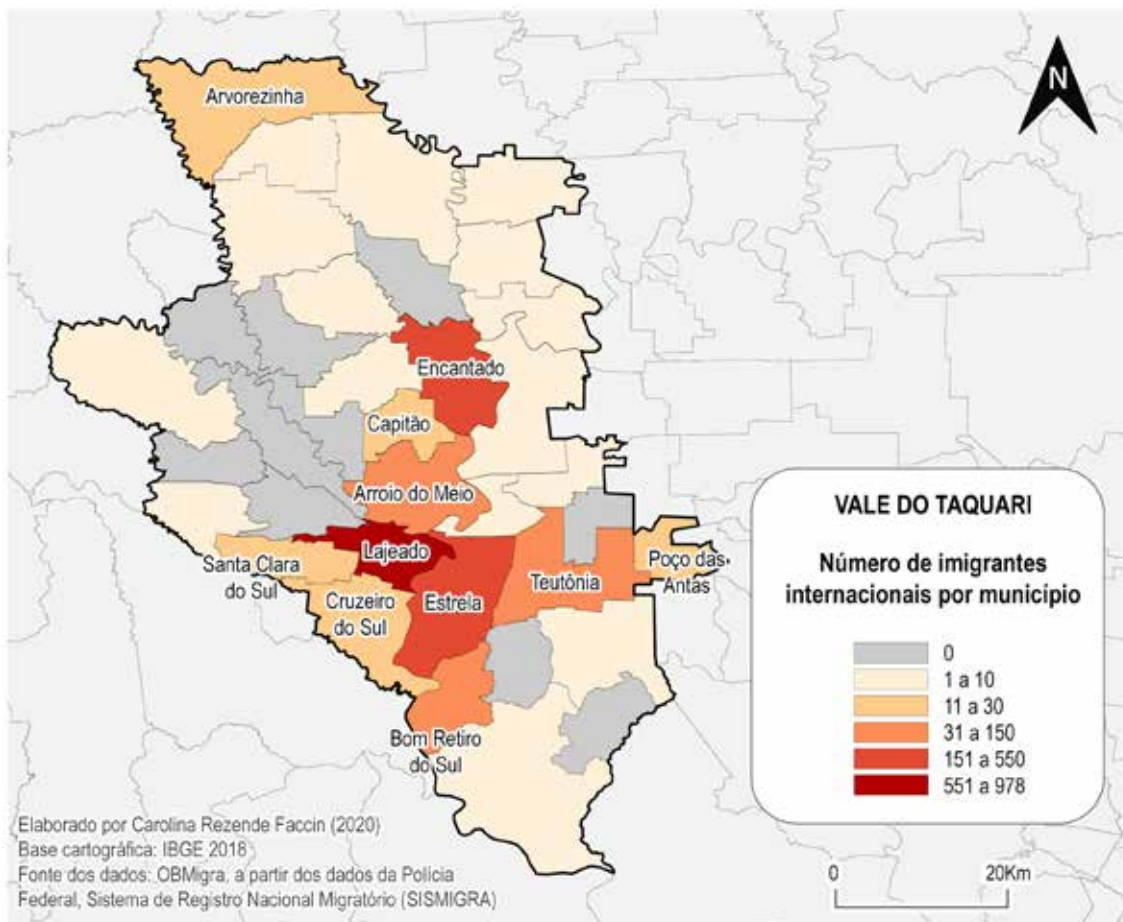 N
Arvorezinha
Encantado
Capitão
Arroio do Meio
Lajeado
Santa Clara
do Sul
Cruzeiro
do Sul
Estrela
Teutônia
Poço das
Antas
Bom Retiro
do Sul
VALE DO TAQUARI
Número de imigrantes
internacionais por município
0
1 a 10
11 a 30
31 a 150
151 a 550
551 a 978
Elaborado por Carolina Rezende Faccin (2020)
Base cartográfica: IBGE 2018
Fonte dos dados: OBMigra, a partir dos dados da Polícia
Federal, Sistema de Registro Nacional Migratório (SISMIGRA)
0 20Km